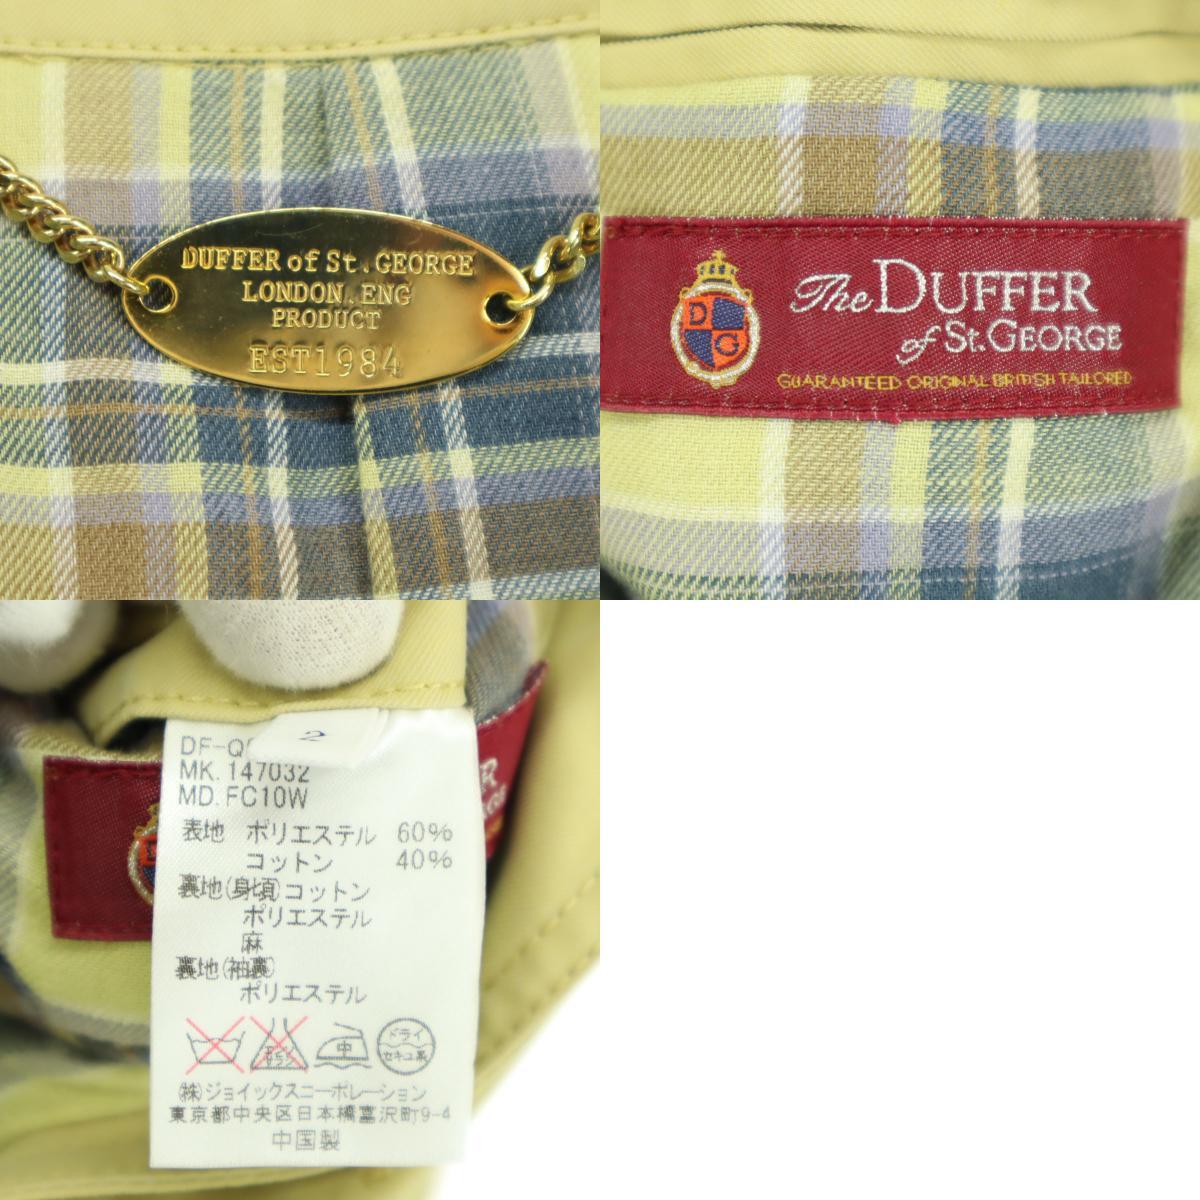 DUFFER of St.GEORGE
LONDON.ENG
PRODUCT
EST1984
D
G
The DUFFER
of St.GEORGE
GUARANTEED ORIGINAL BRITISH TAILORED
2
MK.147032
MD.FC10W
表地 ポリエステル 60%
コットン 40%
裏地(身頃)コットン
ポリエステル
麻
裏地(袖裏)
ポリエステル
中
ドライ
セキユ系
(株)ジョイックスコーポレーション
東京都中央区日本橋富沢町9-4
中国製